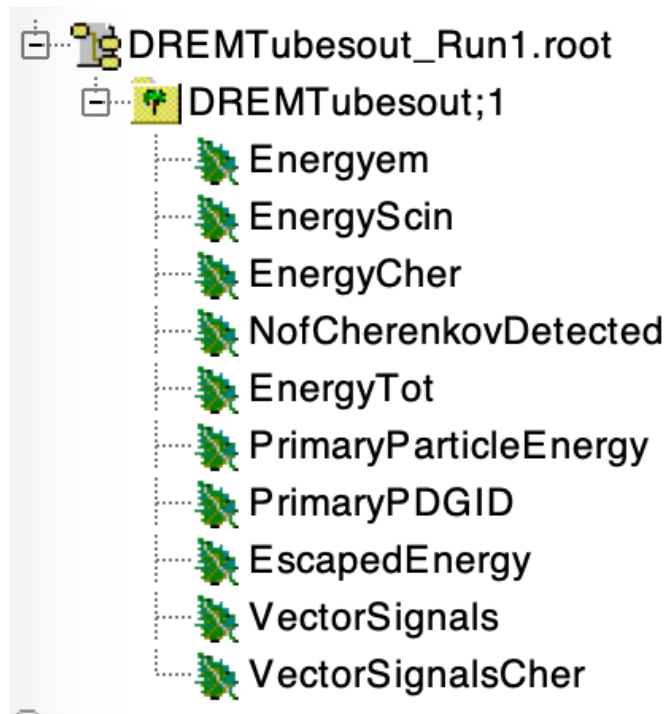 DREMTubesout_Run1.root
DREMTubesout;1
Energyem
EnergyScin
EnergyCher
NofCherenkovDetected
EnergyTot
PrimaryParticleEnergy
PrimaryPDGID
EscapedEnergy
VectorSignals
VectorSignalsCher